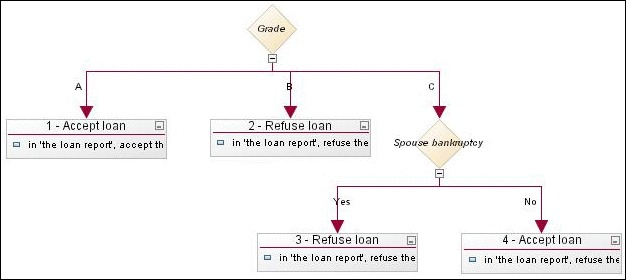 Grade
A
B
C
1 - Accept loan
in 'the loan report', accept th
2 - Refuse loan
in 'the loan report', refuse the
Spouse bankruptcy
Yes
No
3 - Refuse loan
in 'the loan report', refuse the
4 - Accept loan
in 'the loan report', refuse the